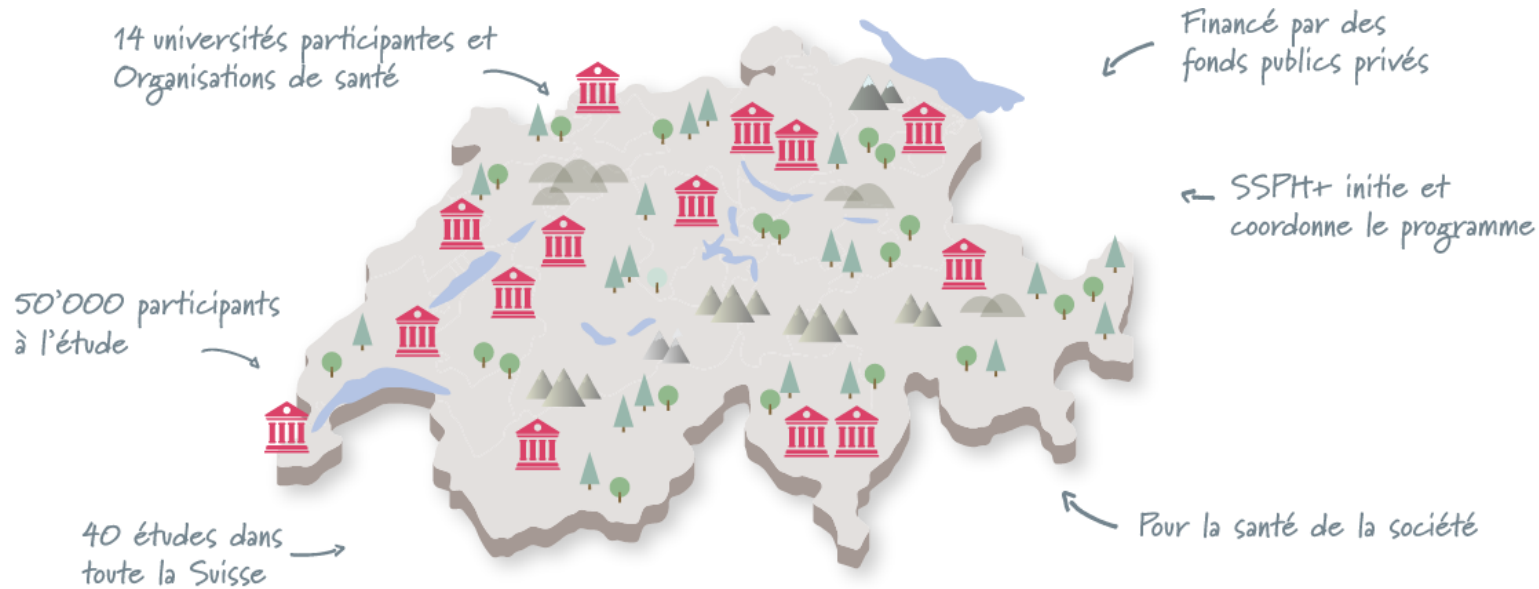 14 universités participantes et
Organisations de santé
Financé par des
fonds publics privés
SSPH+ initie et
coordonne le programme
50'000 participants
à l'étude
40 études dans
toute la Suisse
Pour la santé de la société